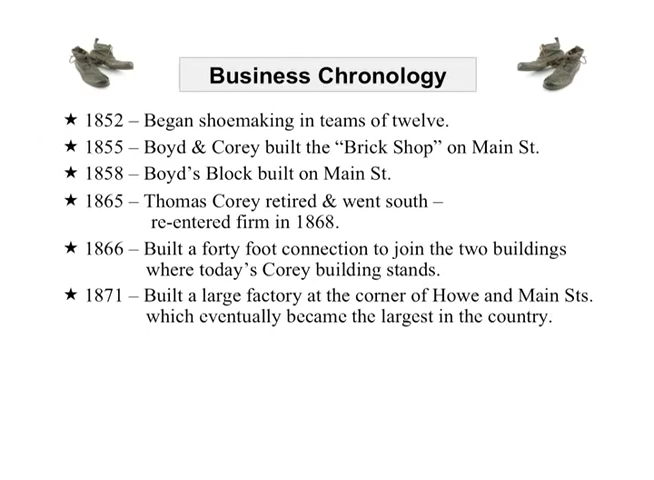 Business Chronology
★ 1852 – Began shoemaking in teams of twelve.
★ 1855 – Boyd & Corey built the “Brick Shop” on Main St.
★ 1858 – Boyd’s Block built on Main St.
★ 1865 – Thomas Corey retired & went south –
re-entered firm in 1868.
★ 1866 – Built a forty foot connection to join the two buildings
where today’s Corey building stands.
★ 1871 – Built a large factory at the corner of Howe and Main Sts.
which eventually became the largest in the country.